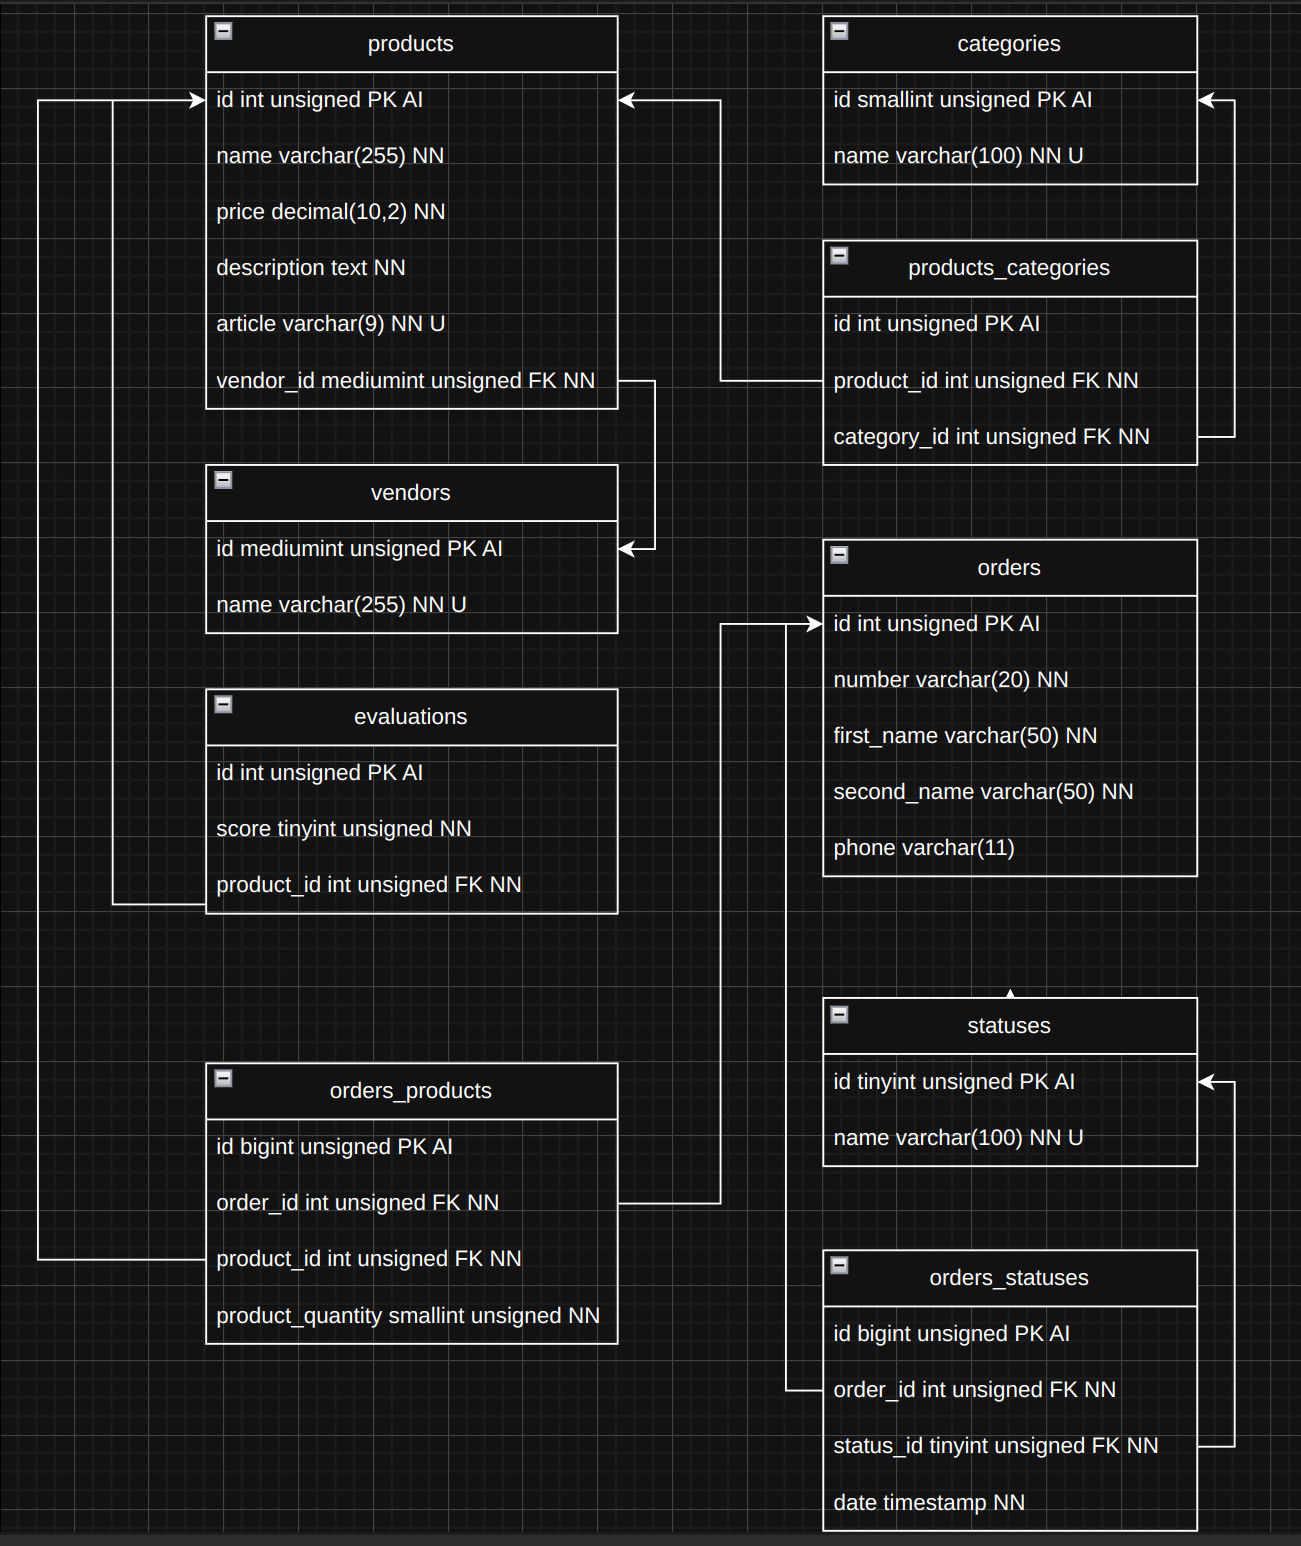 products
id int unsigned PK AI
name varchar(255) NN
price decimal(10,2) NN
description text NN
article varchar(9) NN U
vendor_id mediumint unsigned FK NN
vendors
id mediumint unsigned PK AI
name varchar(255) NN U
evaluations
id int unsigned PK AI
score tinyint unsigned NN
product_id int unsigned FK NN
orders_products
id bigint unsigned PK AI
order_id int unsigned FK NN
product_id int unsigned FK NN
product_quantity smallint unsigned NN
categories
id smallint unsigned PK AI
name varchar(100) NN U
products_categories
id int unsigned PK AI
product_id int unsigned FK NN
category_id int unsigned FK NN
orders
id int unsigned PK AI
number varchar(20) NN
first_name varchar(50) NN
second_name varchar(50) NN
phone varchar(11)
statuses
id tinyint unsigned PK AI
name varchar(100) NN U
orders_statuses
id bigint unsigned PK AI
order_id int unsigned FK NN
status_id tinyint unsigned FK NN
date timestamp NN